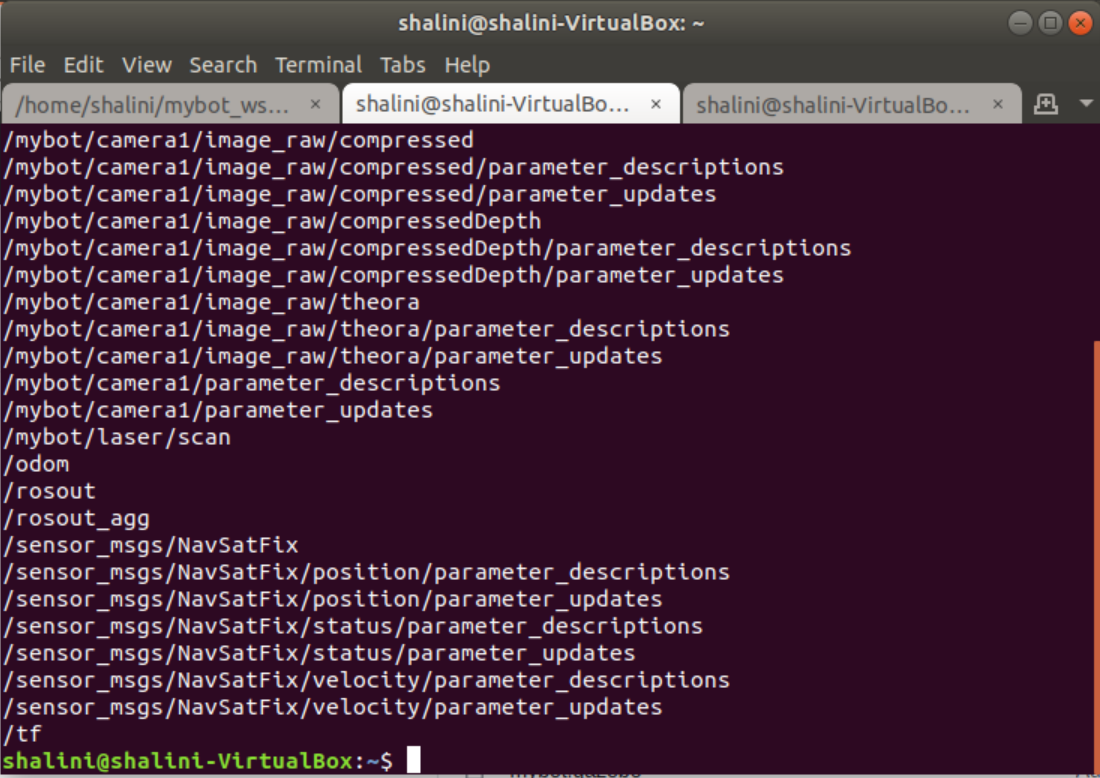 shalini@shalini-VirtualBox: ~
File Edit View Search Terminal Tabs Help
/home/shalini/mybot_ws... × shalini@shalini-VirtualBo... × shalini@shalini-VirtualBo... ×
/mybot/camera1/image_raw/compressed
/mybot/camera1/image_raw/compressed/parameter_descriptions
/mybot/camera1/image_raw/compressed/parameter_updates
/mybot/camera1/image_raw/compressedDepth
/mybot/camera1/image_raw/compressedDepth/parameter_descriptions
/mybot/camera1/image_raw/compressedDepth/parameter_updates
/mybot/camera1/image_raw/theora
/mybot/camera1/image_raw/theora/parameter_descriptions
/mybot/camera1/image_raw/theora/parameter_updates
/mybot/camera1/parameter_descriptions
/mybot/camera1/parameter_updates
/mybot/laser/scan
/odom
/rosout
/rosout_agg
/sensor_msgs/NavSatFix
/sensor_msgs/NavSatFix/position/parameter_descriptions
/sensor_msgs/NavSatFix/position/parameter_updates
/sensor_msgs/NavSatFix/status/parameter_descriptions
/sensor_msgs/NavSatFix/status/parameter_updates
/sensor_msgs/NavSatFix/velocity/parameter_descriptions
/sensor_msgs/NavSatFix/velocity/parameter_updates
/tf
shalini@shalini-VirtualBox:~$